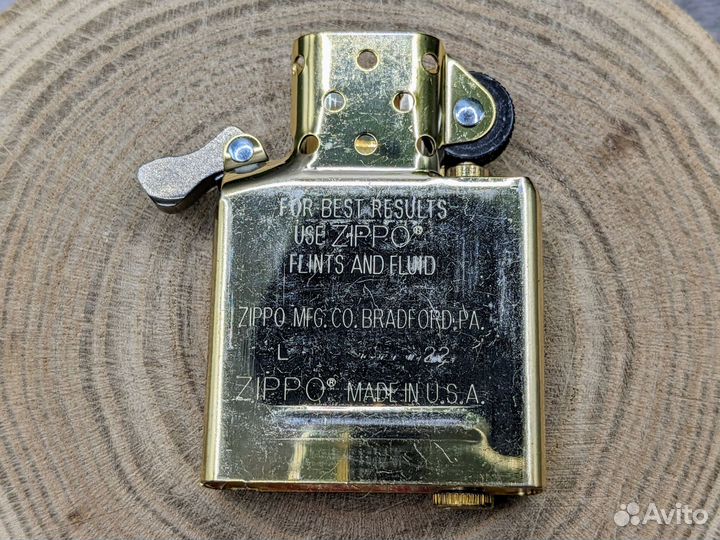 FOR BEST RESULTS
USE ZIPPO®
FLINTS AND FLUID
ZIPPO MFG. CO. BRADFORD, PA.
L 22
ZIPPO® MADE IN U.S.A.
Avito